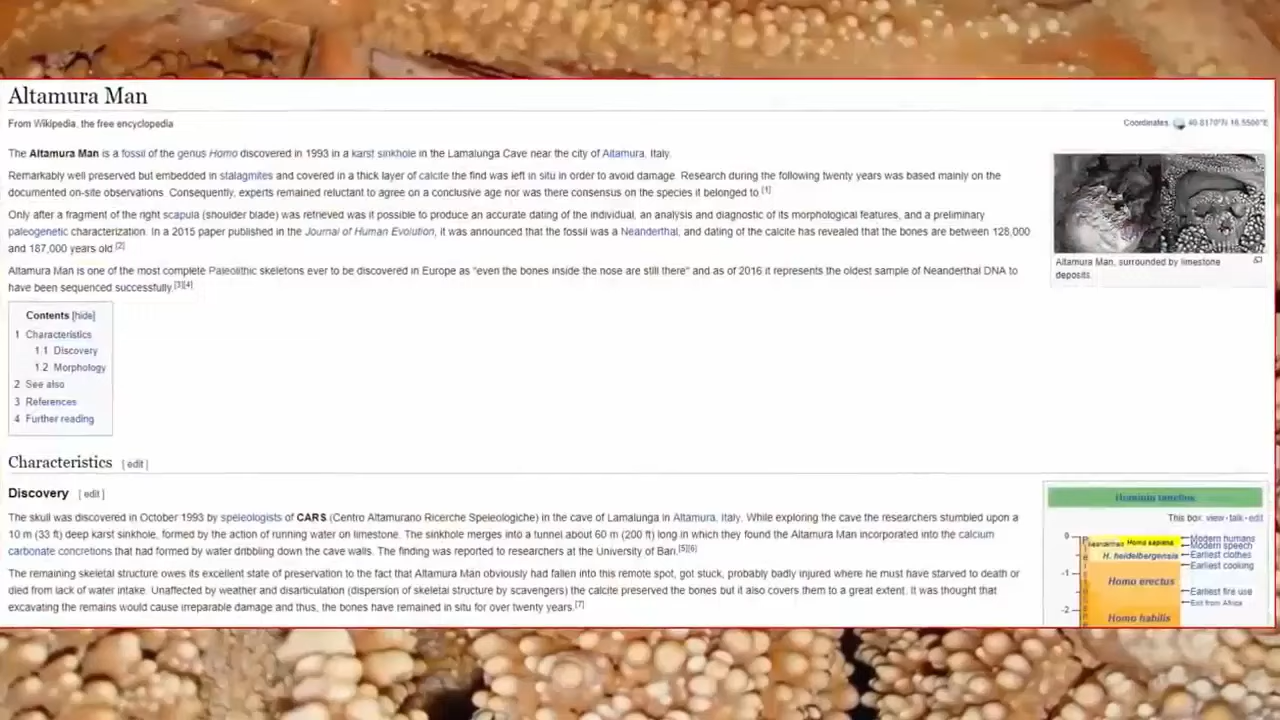 Altamura Man
From Wikipedia, the free encyclopedia
Coordinates:
The Altamura Man is a fossil of the genus Homo discovered in 1993 in a karst sinkhole in the Lamalunga Cave near the city of Altamura, Italy.
Remarkably well preserved but embedded in stalagmites and covered in a thick layer of calcite the find was left in situ in order to avoid damage. Research during the following twenty years was based mainly on the
documented on-site observations. Consequently, experts remained reluctant to agree on a conclusive age nor was there consensus on the species it belonged to.[1]
Only after a fragment of the right scapula (shoulder blade) was retrieved was it possible to produce an accurate dating of the individual, an analysis and diagnostic of its morphological features, and a preliminary
paleogenetic characterization. In a 2015 paper published in the Journal of Human Evolution, it was announced that the fossil was a Neanderthal, and dating of the calcite has revealed that the bones are between 128,000
and 187,000 years old.[2]
Altamura Man is one of the most complete Paleolithic skeletons ever to be discovered in Europe as "even the bones inside the nose are still there" and as of 2016 it represents the oldest sample of Neanderthal DNA to
have been sequenced successfully.[3][4]
Altamura Man, surrounded by limestone
deposits.
Contents [hide]
1 Characteristics
1.1 Discovery
1.2 Morphology
2 See also
3 References
4 Further reading
Characteristics [ edit ]
Discovery [ edit ]
The skull was discovered in October 1993 by speleologists of CARS (Centro Altamurano Ricerche Speleologiche) in the cave of Lamalunga in Altamura, Italy. While exploring the cave the researchers stumbled upon a
10 m (33 ft) deep karst sinkhole, formed by the action of running water on limestone. The sinkhole merges into a tunnel about 60 m (200 ft) long in which they found the Altamura Man incorporated into the calcium
carbonate concretions that had formed by water dribbling down the cave walls. The finding was reported to researchers at the University of Bari.[5][6]
The remaining skeletal structure owes its excellent state of preservation to the fact that Altamura Man obviously had fallen into this remote spot, got stuck, probably badly injured where he must have starved to death or
died from lack of water intake. Unaffected by weather and disarticulation (dispersion of skeletal structure by scavengers) the calcite preserved the bones but it also covers them to a great extent. It was thought that
excavating the remains would cause irreparable damage and thus, the bones have remained in situ for over twenty years.[7]
Hominin timeline
This box: view · talk · edit
0
Neanderthals
Homo sapiens
Modern humans
Modern speech
H. heidelbergensis
Earliest clothes
Earliest cooking
-1
Homo erectus
Earliest fire use
Exit from Africa
-2
Homo habilis